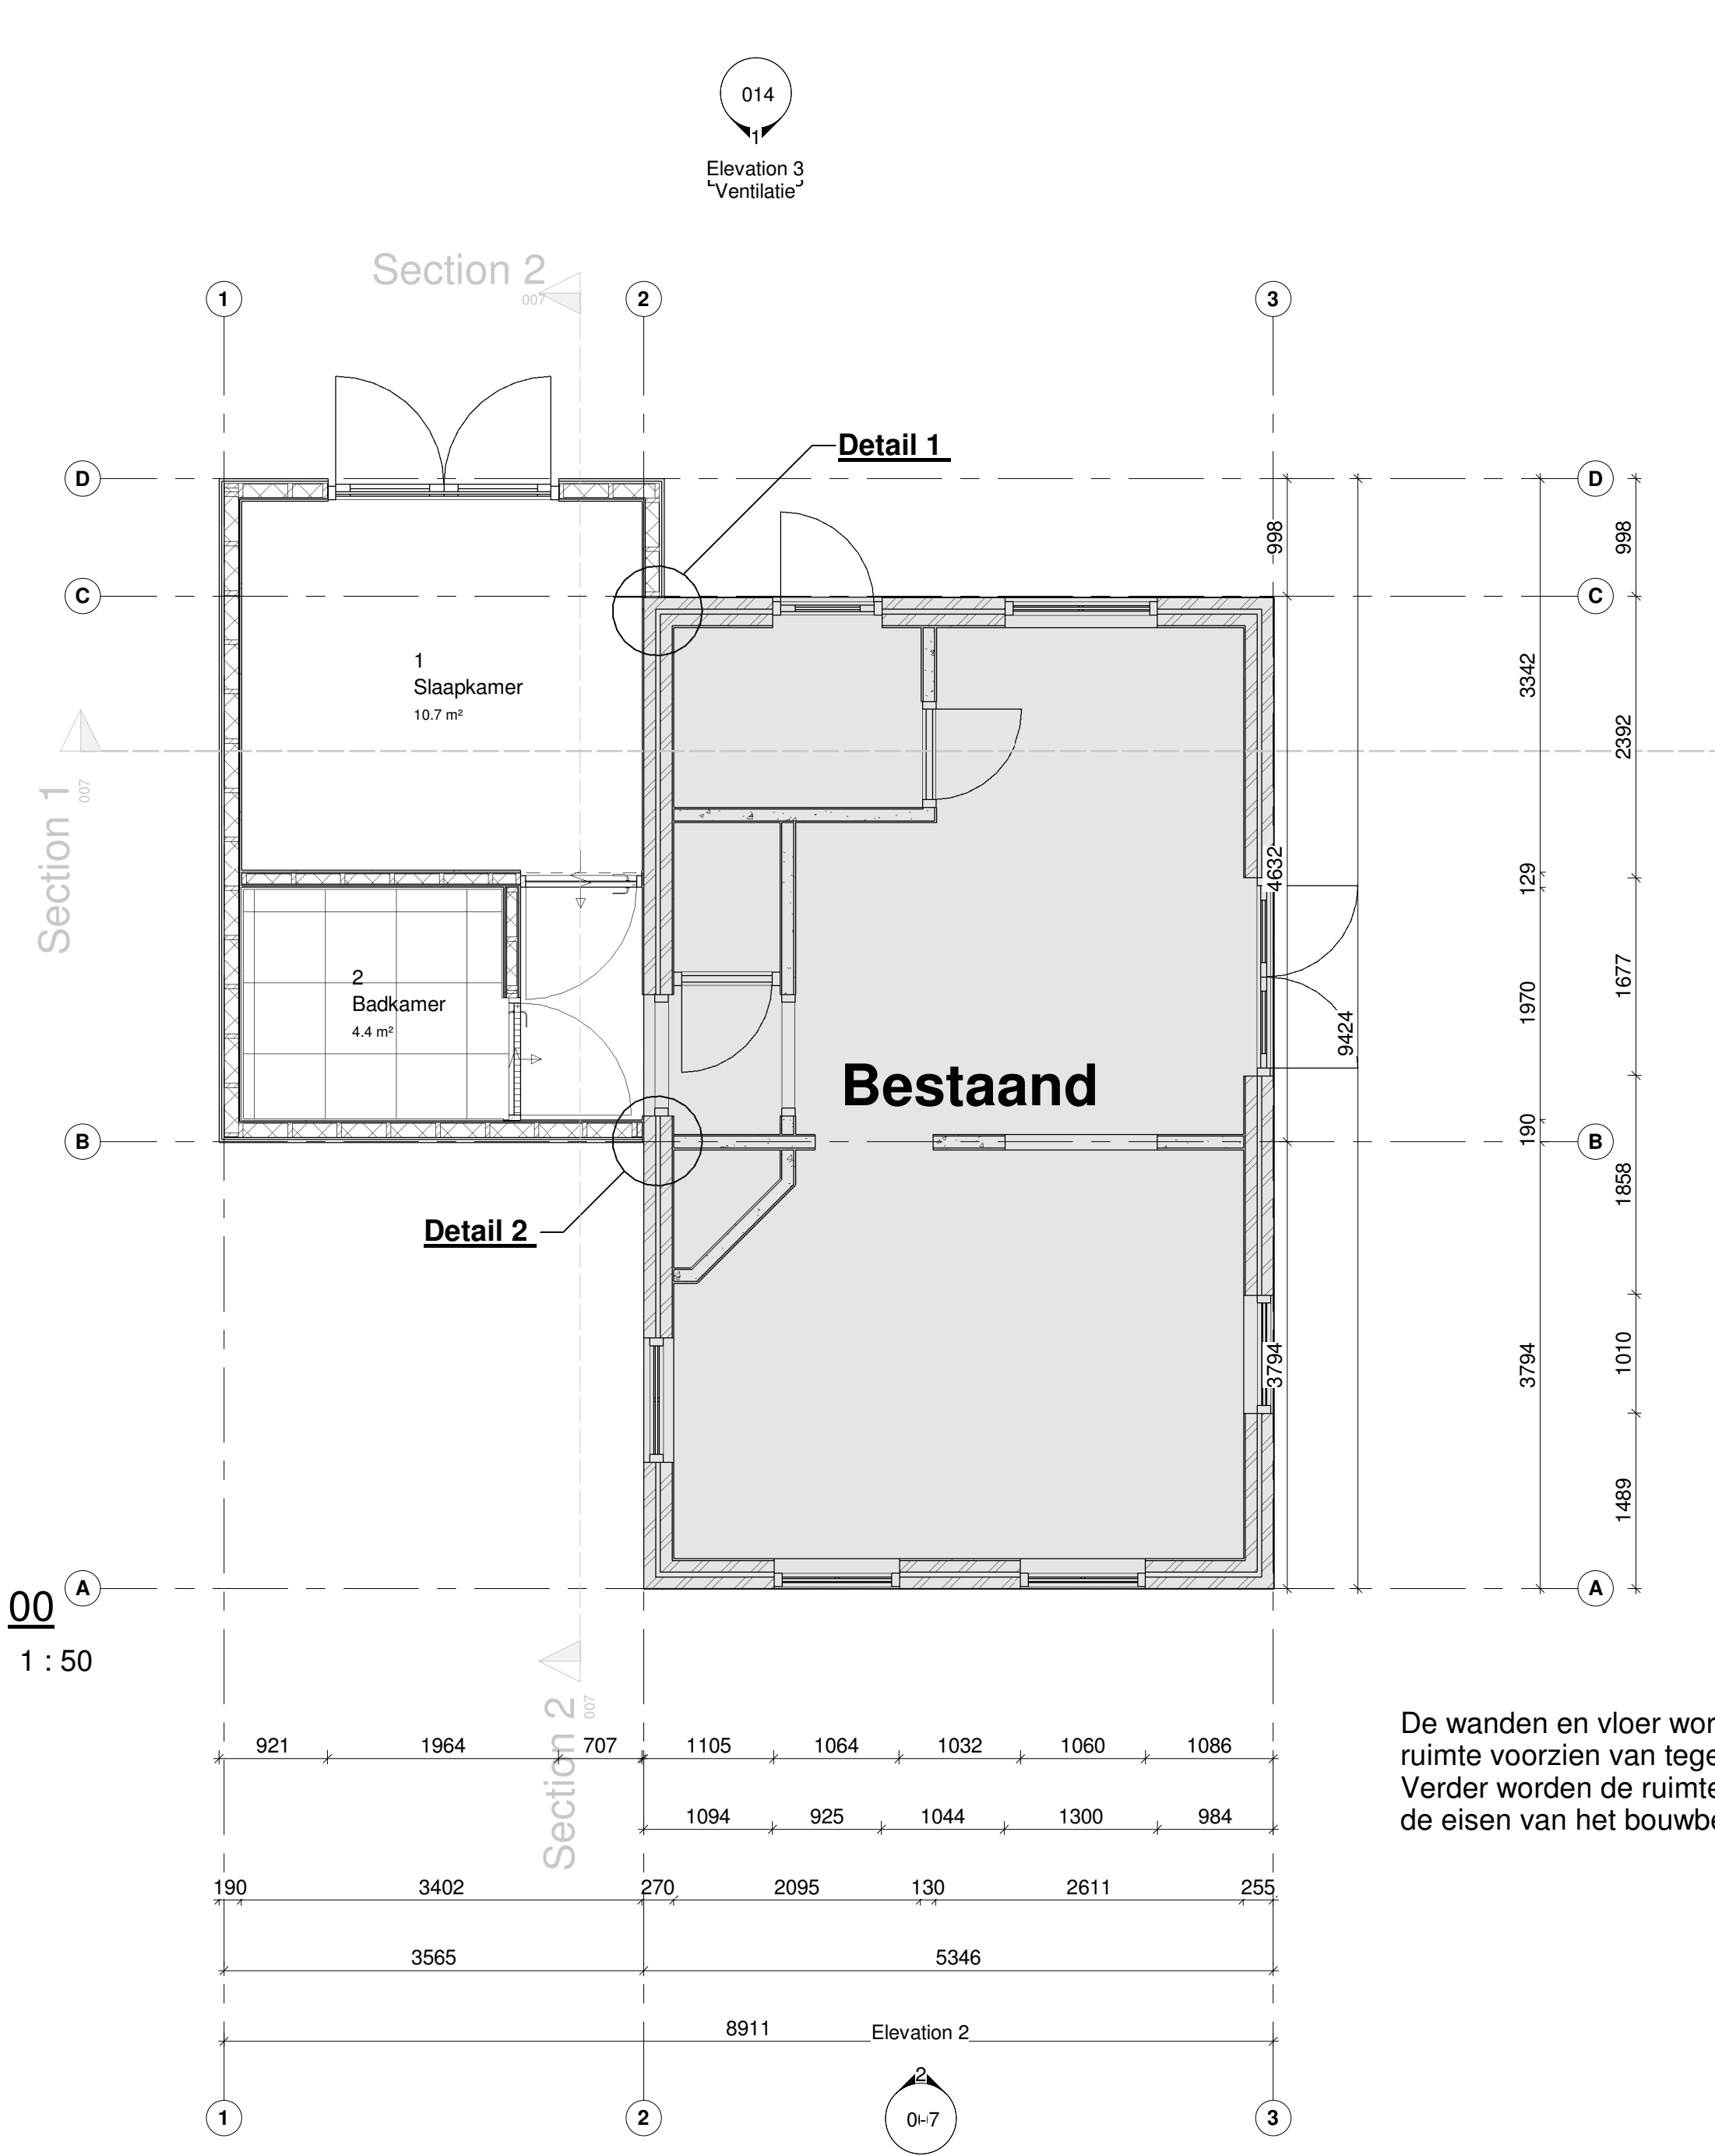 014
1
Elevation 3
Ventilatie
Section 2
007
1
2
3
Detail 1
D
D
998
998
C
C
1
Slaapkamer
10.7 m²
3342
2392
Section 1
007
4632
129
2
Badkamer
4.4 m²
1677
1970
9424
Bestaand
B
190
B
1858
Detail 2
3794
3794
1010
1489
A
A
00
1 : 50
Section 2
007
De wanden en vloer wor
ruimte voorzien van tege
Verder worden de ruimte
de eisen van het bouwbe
921 1964 707 1105 1064 1032 1060 1086
1094 925 1044 1300 984
190 3402 270 2095 130 2611 255
3565 5346
8911 Elevation 2
2
1
2
3